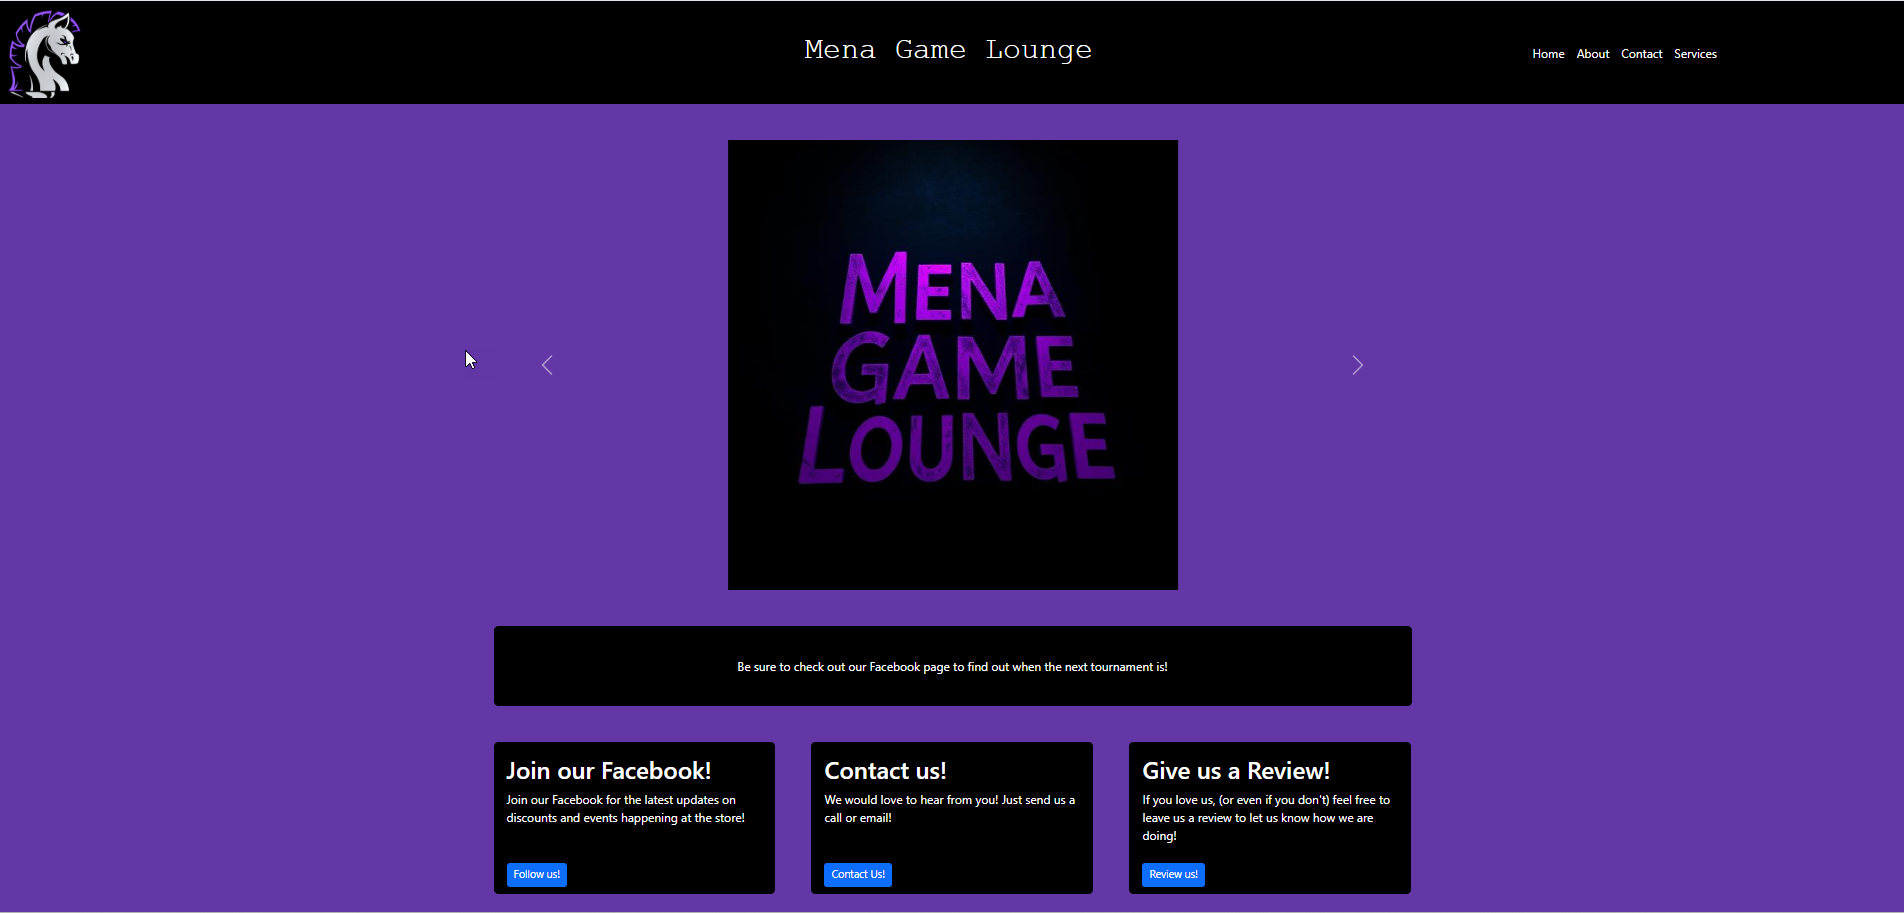 Mena Game Lounge
Home About Contact Services
MENA
GAME
LOUNGE
Be sure to check out our Facebook page to find out when the next tournament is!
Join our Facebook!
Join our Facebook for the latest updates on
discounts and events happening at the store!
Follow us!
Contact us!
We would love to hear from you! Just send us a
call or email!
Contact Us!
Give us a Review!
If you love us, (or even if you don't) feel free to
leave us a review to let us know how we are
doing!
Review us!